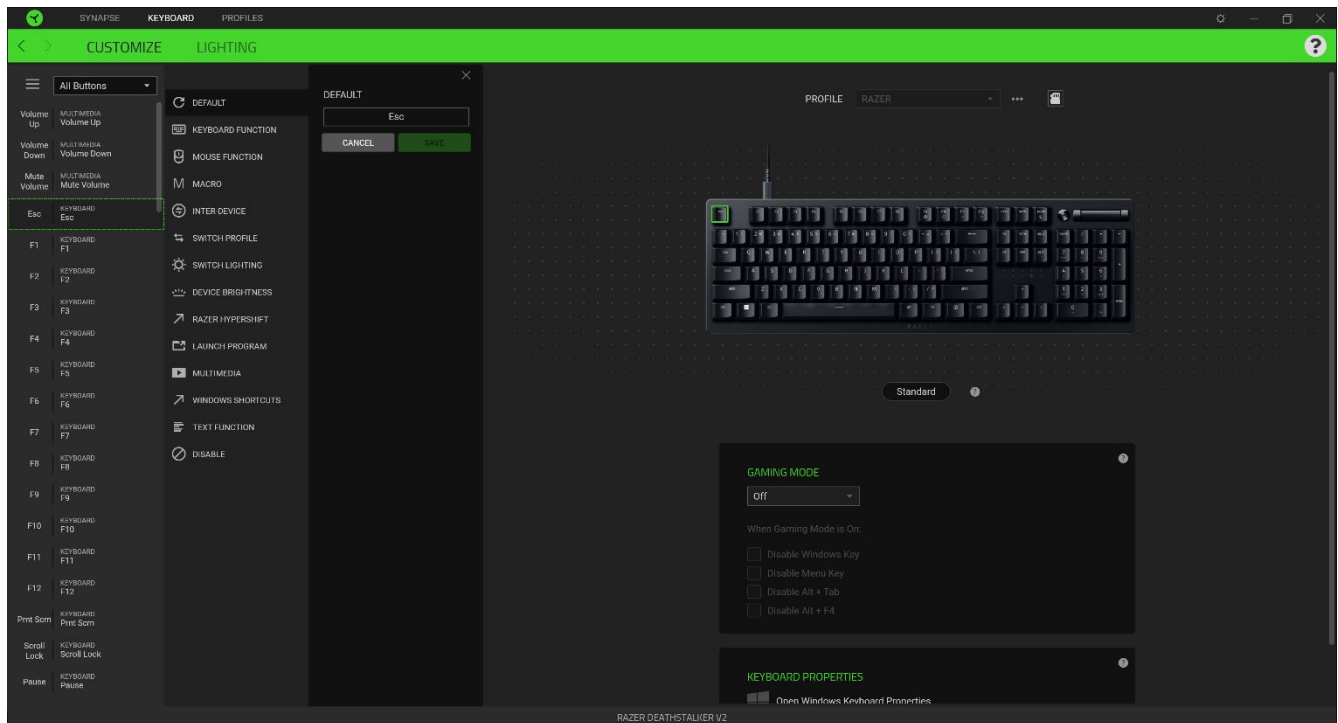 SYNAPSE KEYBOARD PROFILES
CUSTOMIZE LIGHTING
?
All Buttons
Volume Up MULTIMEDIA Volume Up
Volume Down MULTIMEDIA Volume Down
Mute Volume MULTIMEDIA Mute Volume
Esc KEYBOARD Esc
F1 KEYBOARD F1
F2 KEYBOARD F2
F3 KEYBOARD F3
F4 KEYBOARD F4
F5 KEYBOARD F5
F6 KEYBOARD F6
F7 KEYBOARD F7
F8 KEYBOARD F8
F9 KEYBOARD F9
F10 KEYBOARD F10
F11 KEYBOARD F11
F12 KEYBOARD F12
Prnt Scrn KEYBOARD Prnt Scrn
Scroll Lock KEYBOARD Scroll Lock
Pause KEYBOARD Pause
DEFAULT
KEYBOARD FUNCTION
MOUSE FUNCTION
MACRO
INTER DEVICE
SWITCH PROFILE
SWITCH LIGHTING
DEVICE BRIGHTNESS
RAZER HYPERSHIFT
LAUNCH PROGRAM
MULTIMEDIA
WINDOWS SHORTCUTS
TEXT FUNCTION
DISABLE
DEFAULT
Esc
CANCEL SAVE
PROFILE RAZER
RAZER
Standard ?
GAMING MODE ?
Off
When Gaming Mode is On:
Disable Windows Key
Disable Menu Key
Disable Alt + Tab
Disable Alt + F4
KEYBOARD PROPERTIES ?
Open Windows Keyboard Properties
RAZER DEATHSTALKER V2